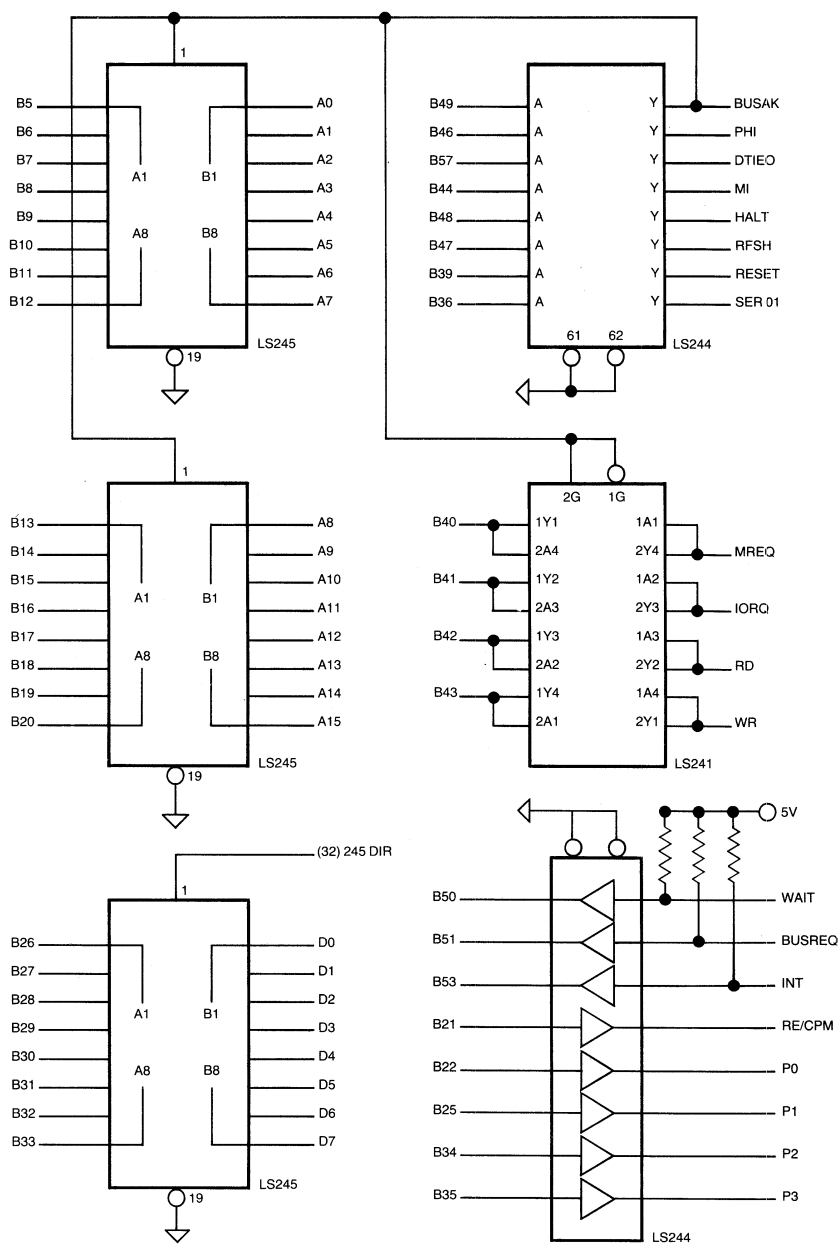 1
B5 A0
B6 A1
B7 A2
B8 A1 B1 A3
B9 A4
B10 A8 B8 A5
B11 A6
B12 A7
19 LS245
B49 A Y BUSAK
B46 A Y PHI
B57 A Y DTIEO
B44 A Y MI
B48 A Y HALT
B47 A Y RFSH
B39 A Y RESET
B36 A Y SER 01
61 62
LS244
1
B13 A8
B14 A9
B15 A10
B16 A1 B1 A11
B17 A12
B18 A8 B8 A13
B19 A14
B20 A15
19 LS245
2G 1G
B40 1Y1 1A1
2A4 2Y4 MREQ
B41 1Y2 1A2
2A3 2Y3 IORQ
B42 1Y3 1A3
2A2 2Y2 RD
B43 1Y4 1A4
2A1 2Y1 WR
LS241
(32) 245 DIR
1
B26 D0
B27 D1
B28 D2
B29 A1 B1 D3
B30 D4
B31 A8 B8 D5
B32 D6
B33 D7
19 LS245
5V
B50 WAIT
B51 BUSREQ
B53 INT
B21 RE/CPM
B22 P0
B25 P1
B34 P2
B35 P3
LS244